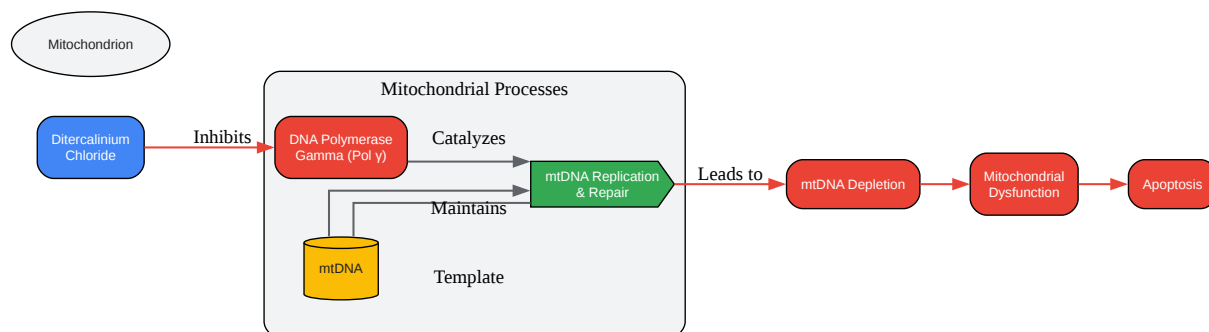 Mitochondrion
Mitochondrial Processes
Ditercalinium
Chloride
Inhibits
DNA Polymerase
Gamma (Pol γ)
Catalyzes
mtDNA Replication
& Repair
Maintains
mtDNA
Template
Leads to
mtDNA Depletion
Mitochondrial
Dysfunction
Apoptosis